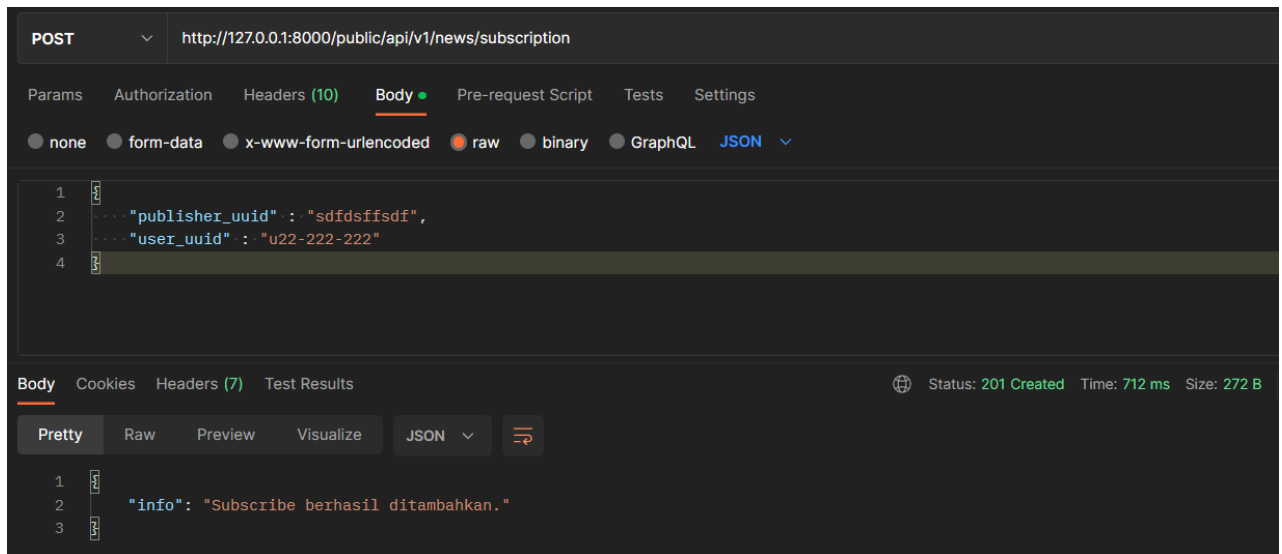 POST http://127.0.0.1:8000/public/api/v1/news/subscription
Params Authorization Headers (10) Body Pre-request Script Tests Settings
none form-data x-www-form-urlencoded raw binary GraphQL JSON
1 {
2 "publisher_uuid" : "sdfdsffsdf",
3 "user_uuid" : "u22-222-222"
4 }
Body Cookies Headers (7) Test Results Status: 201 Created Time: 712 ms Size: 272 B
Pretty Raw Preview Visualize JSON
1 {
2 "info": "Subscribe berhasil ditambahkan."
3 }